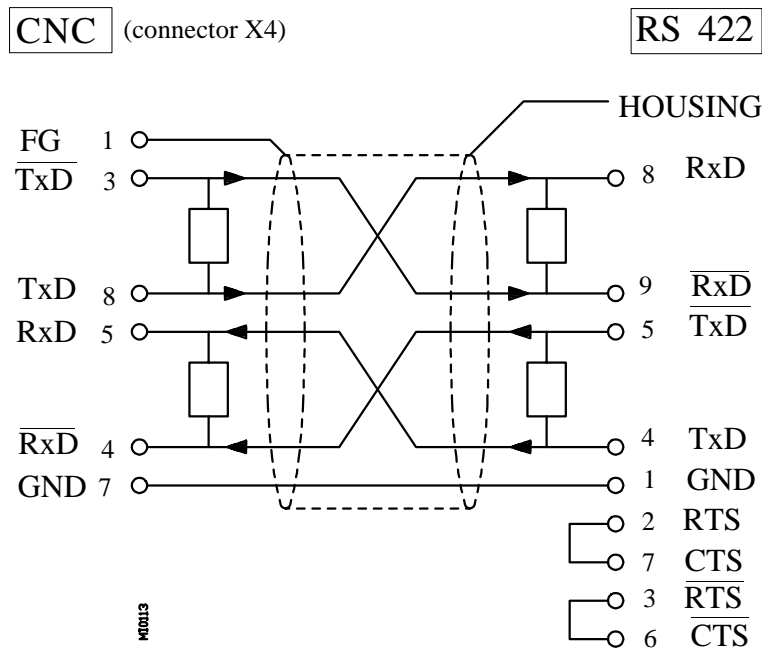 CNC (connector X4) RS 422
HOUSING
FG 1
TxD 3 8 RxD
TxD 8 9 RxD
RxD 5 5 TxD
RxD 4 4 TxD
GND 7 1 GND
2 RTS
7 CTS
3 RTS
6 CTS
MI0113